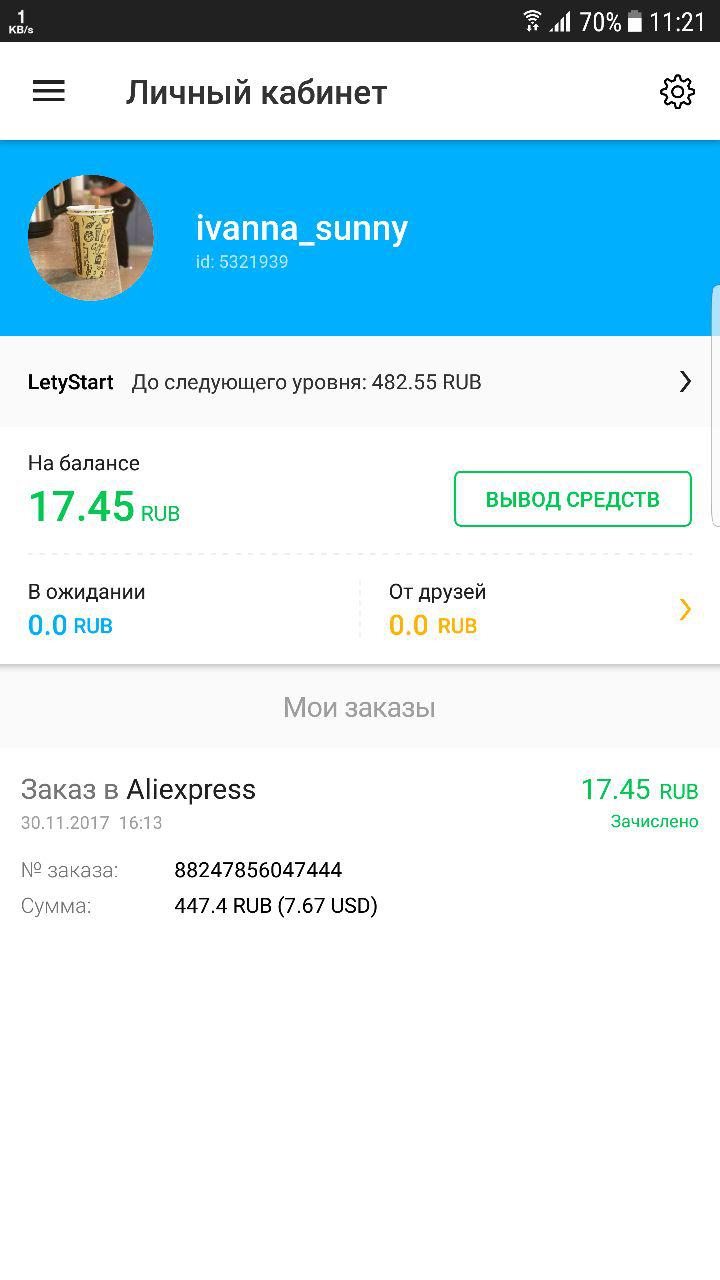 1
KB/s
70% 11:21
Личный кабинет
ivanna_sunny
id: 5321939
LetyStart До следующего уровня: 482.55 RUB
На балансе
17.45 RUB
ВЫВОД СРЕДСТВ
В ожидании
0.0 RUB
От друзей
0.0 RUB
Мои заказы
Заказ в Aliexpress
17.45 RUB
30.11.2017 16:13
Зачислено
№ заказа: 88247856047444
Сумма: 447.4 RUB (7.67 USD)